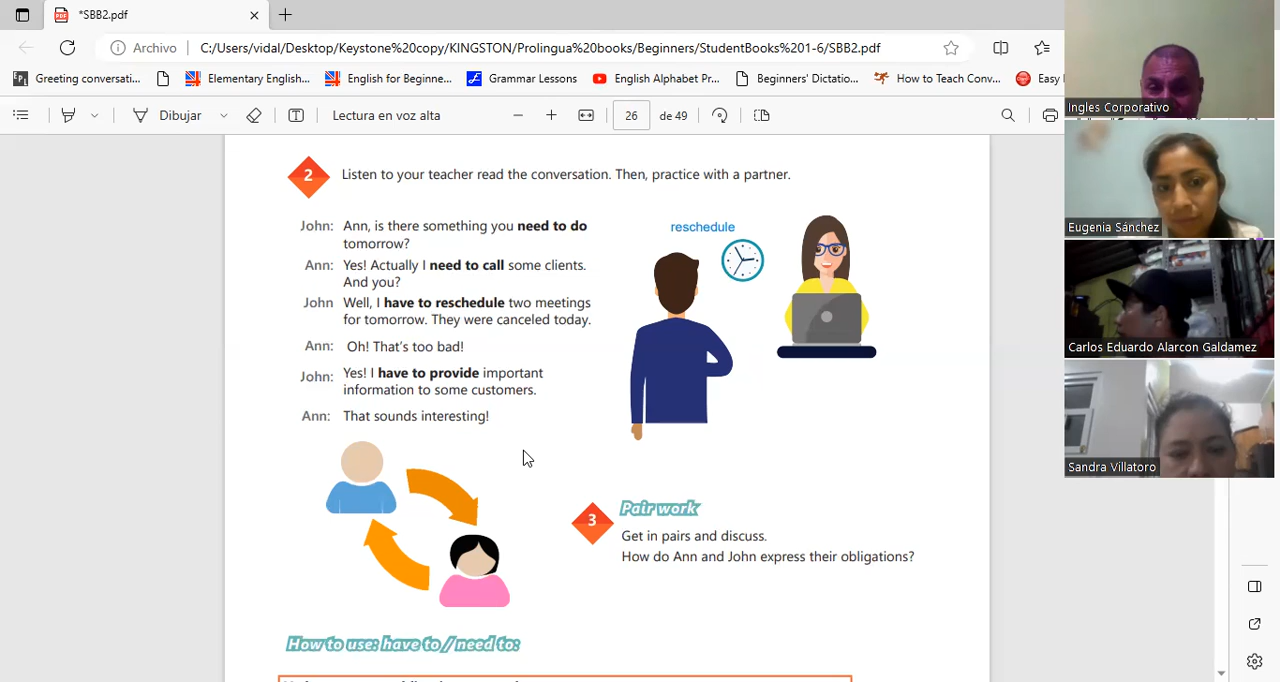 *SBB2.pdf
Archivo
C:/Users/vidal/Desktop/Keystone%20copy/KINGSTON/Prolingua%20books/Beginners/StudentBooks%201-6/SBB2.pdf
Greeting conversati...
Elementary English...
English for Beginne...
Grammar Lessons
English Alphabet Pr...
Beginners' Dictatio...
How to Teach Conv...
Easy
Dibujar
Lectura en voz alta
26
de 49
2
Listen to your teacher read the conversation. Then, practice with a partner.
John: Ann, is there something you need to do
tomorrow?
Ann: Yes! Actually I need to call some clients.
And you?
John Well, I have to reschedule two meetings
for tomorrow. They were canceled today.
Ann: Oh! That's too bad!
John: Yes! I have to provide important
information to some customers.
Ann: That sounds interesting!
reschedule
3
Pair work
Get in pairs and discuss.
How do Ann and John express their obligations?
How to use: have to / need to:
Ingles Corporativo
Eugenia Sánchez
Carlos Eduardo Alarcon Galdamez
Sandra Villatoro